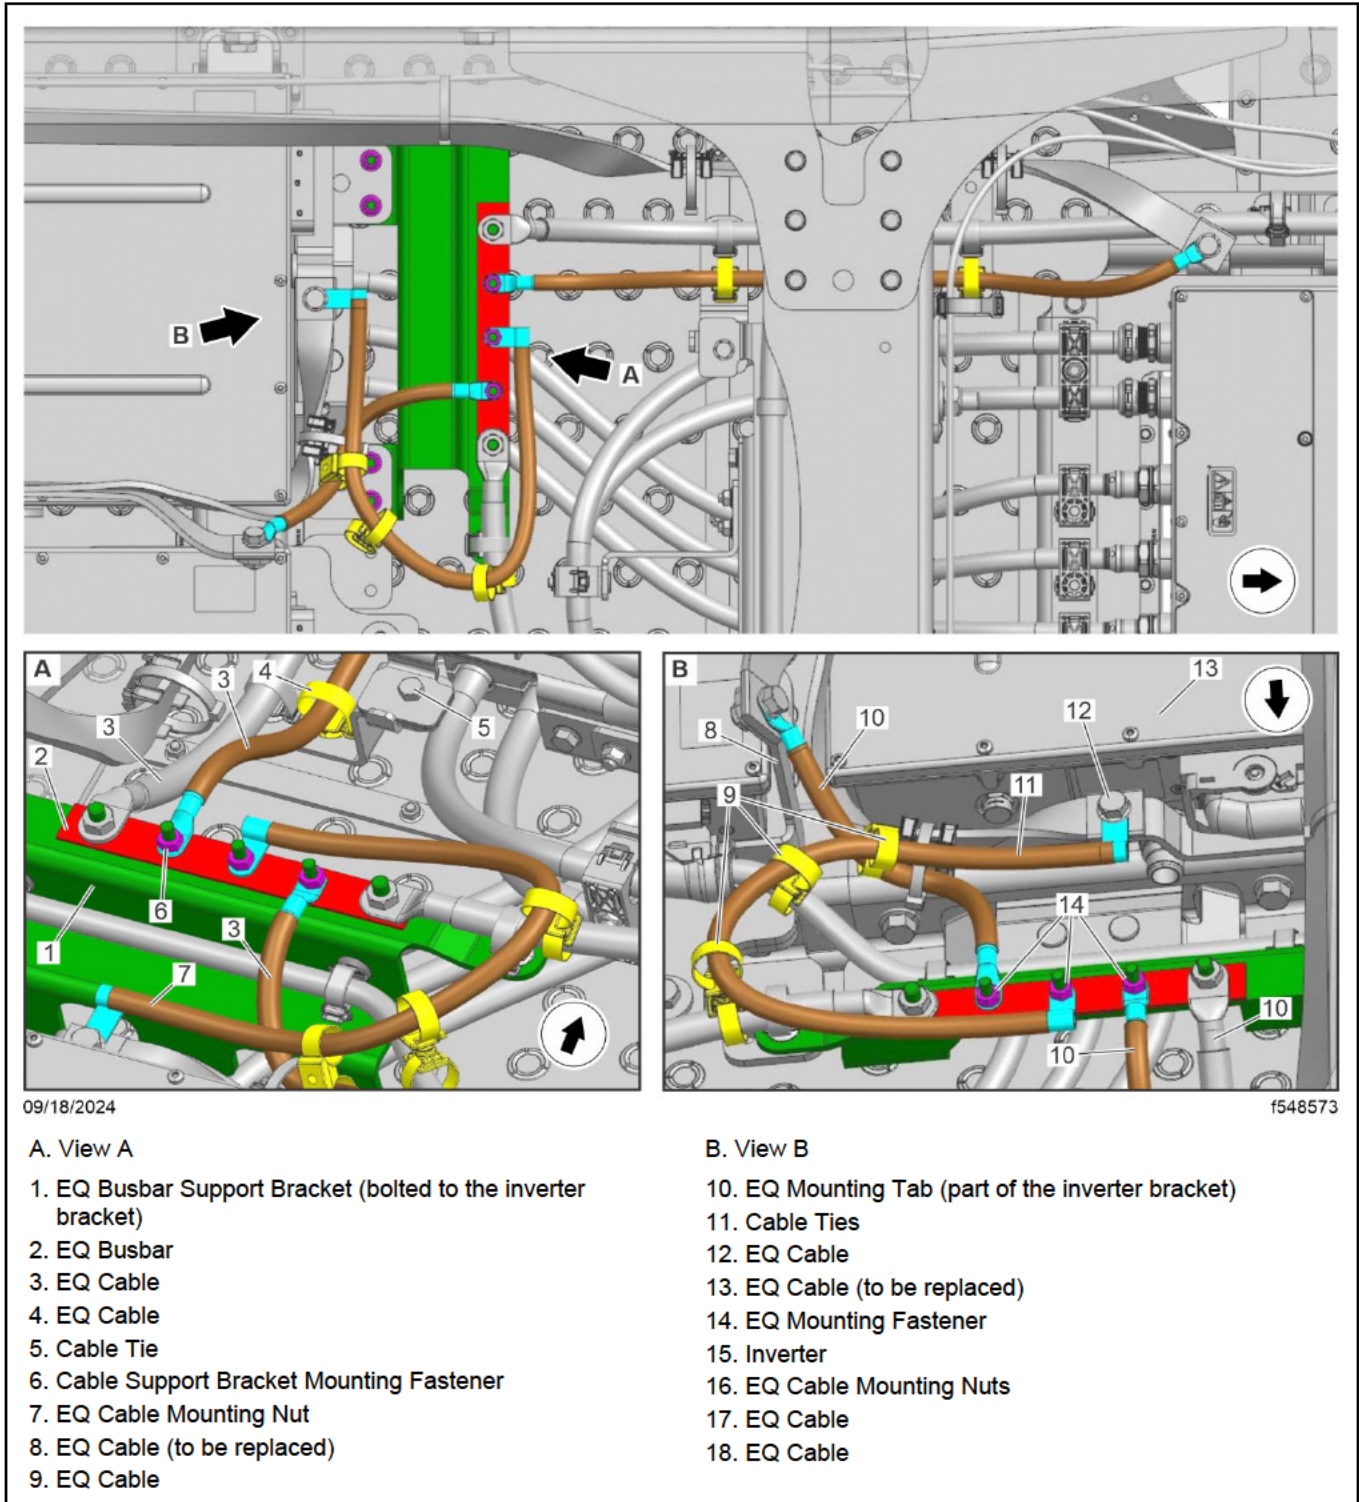 B
A
A
3
4
3
5
2
6
3
1
7
B
13
12
10
8
11
9
14
10
10
09/18/2024
f548573
A. View A
1. EQ Busbar Support Bracket (bolted to the inverter
bracket)
2. EQ Busbar
3. EQ Cable
4. EQ Cable
5. Cable Tie
6. Cable Support Bracket Mounting Fastener
7. EQ Cable Mounting Nut
8. EQ Cable (to be replaced)
9. EQ Cable
B. View B
10. EQ Mounting Tab (part of the inverter bracket)
11. Cable Ties
12. EQ Cable
13. EQ Cable (to be replaced)
14. EQ Mounting Fastener
15. Inverter
16. EQ Cable Mounting Nuts
17. EQ Cable
18. EQ Cable